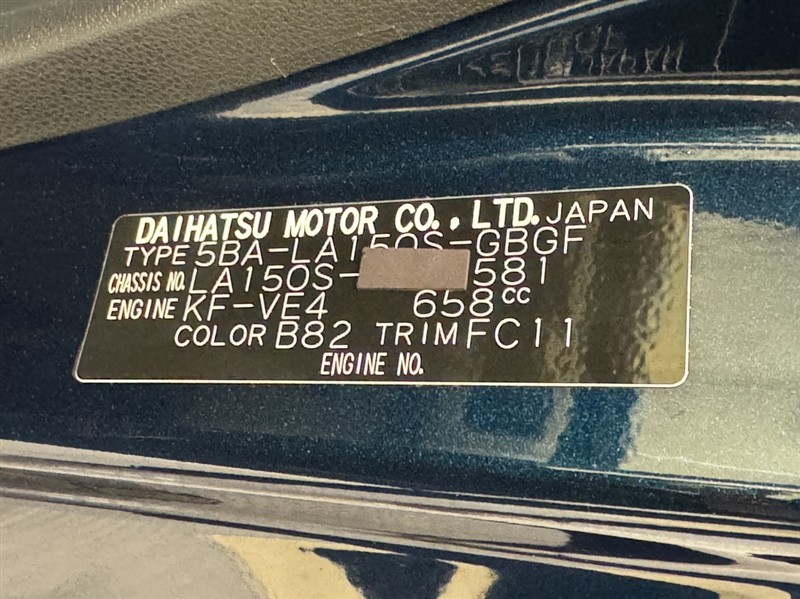 DAIHATSU MOTOR CO., LTD. JAPAN
TYPE 5BA-LA150S-GBGF
CHASSIS NO. LA150S- 581
ENGINE KF-VE4 658cc
COLOR B82 TRIM FC11
ENGINE NO.